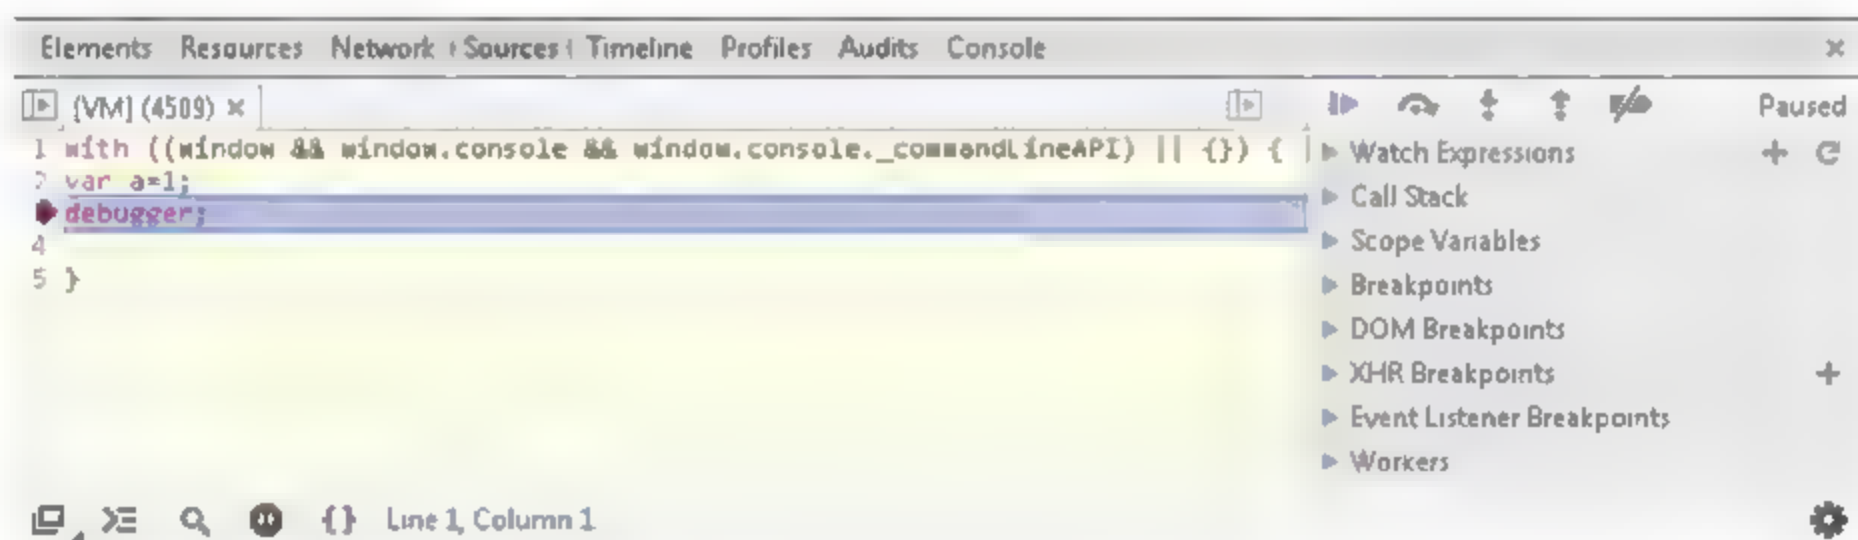 Elements Resources Network Sources Timeline Profiles Audits Console ×
[VM] (4509) ×
Paused
1 with ((window && window.console && window.console._commandLineAPI) || {}) {
2 var a=1;
debugger;
4
5 }
Watch Expressions + C
Call Stack
Scope Variables
Breakpoints
DOM Breakpoints
XHR Breakpoints +
Event Listener Breakpoints
Workers
{} Line 1, Column 1